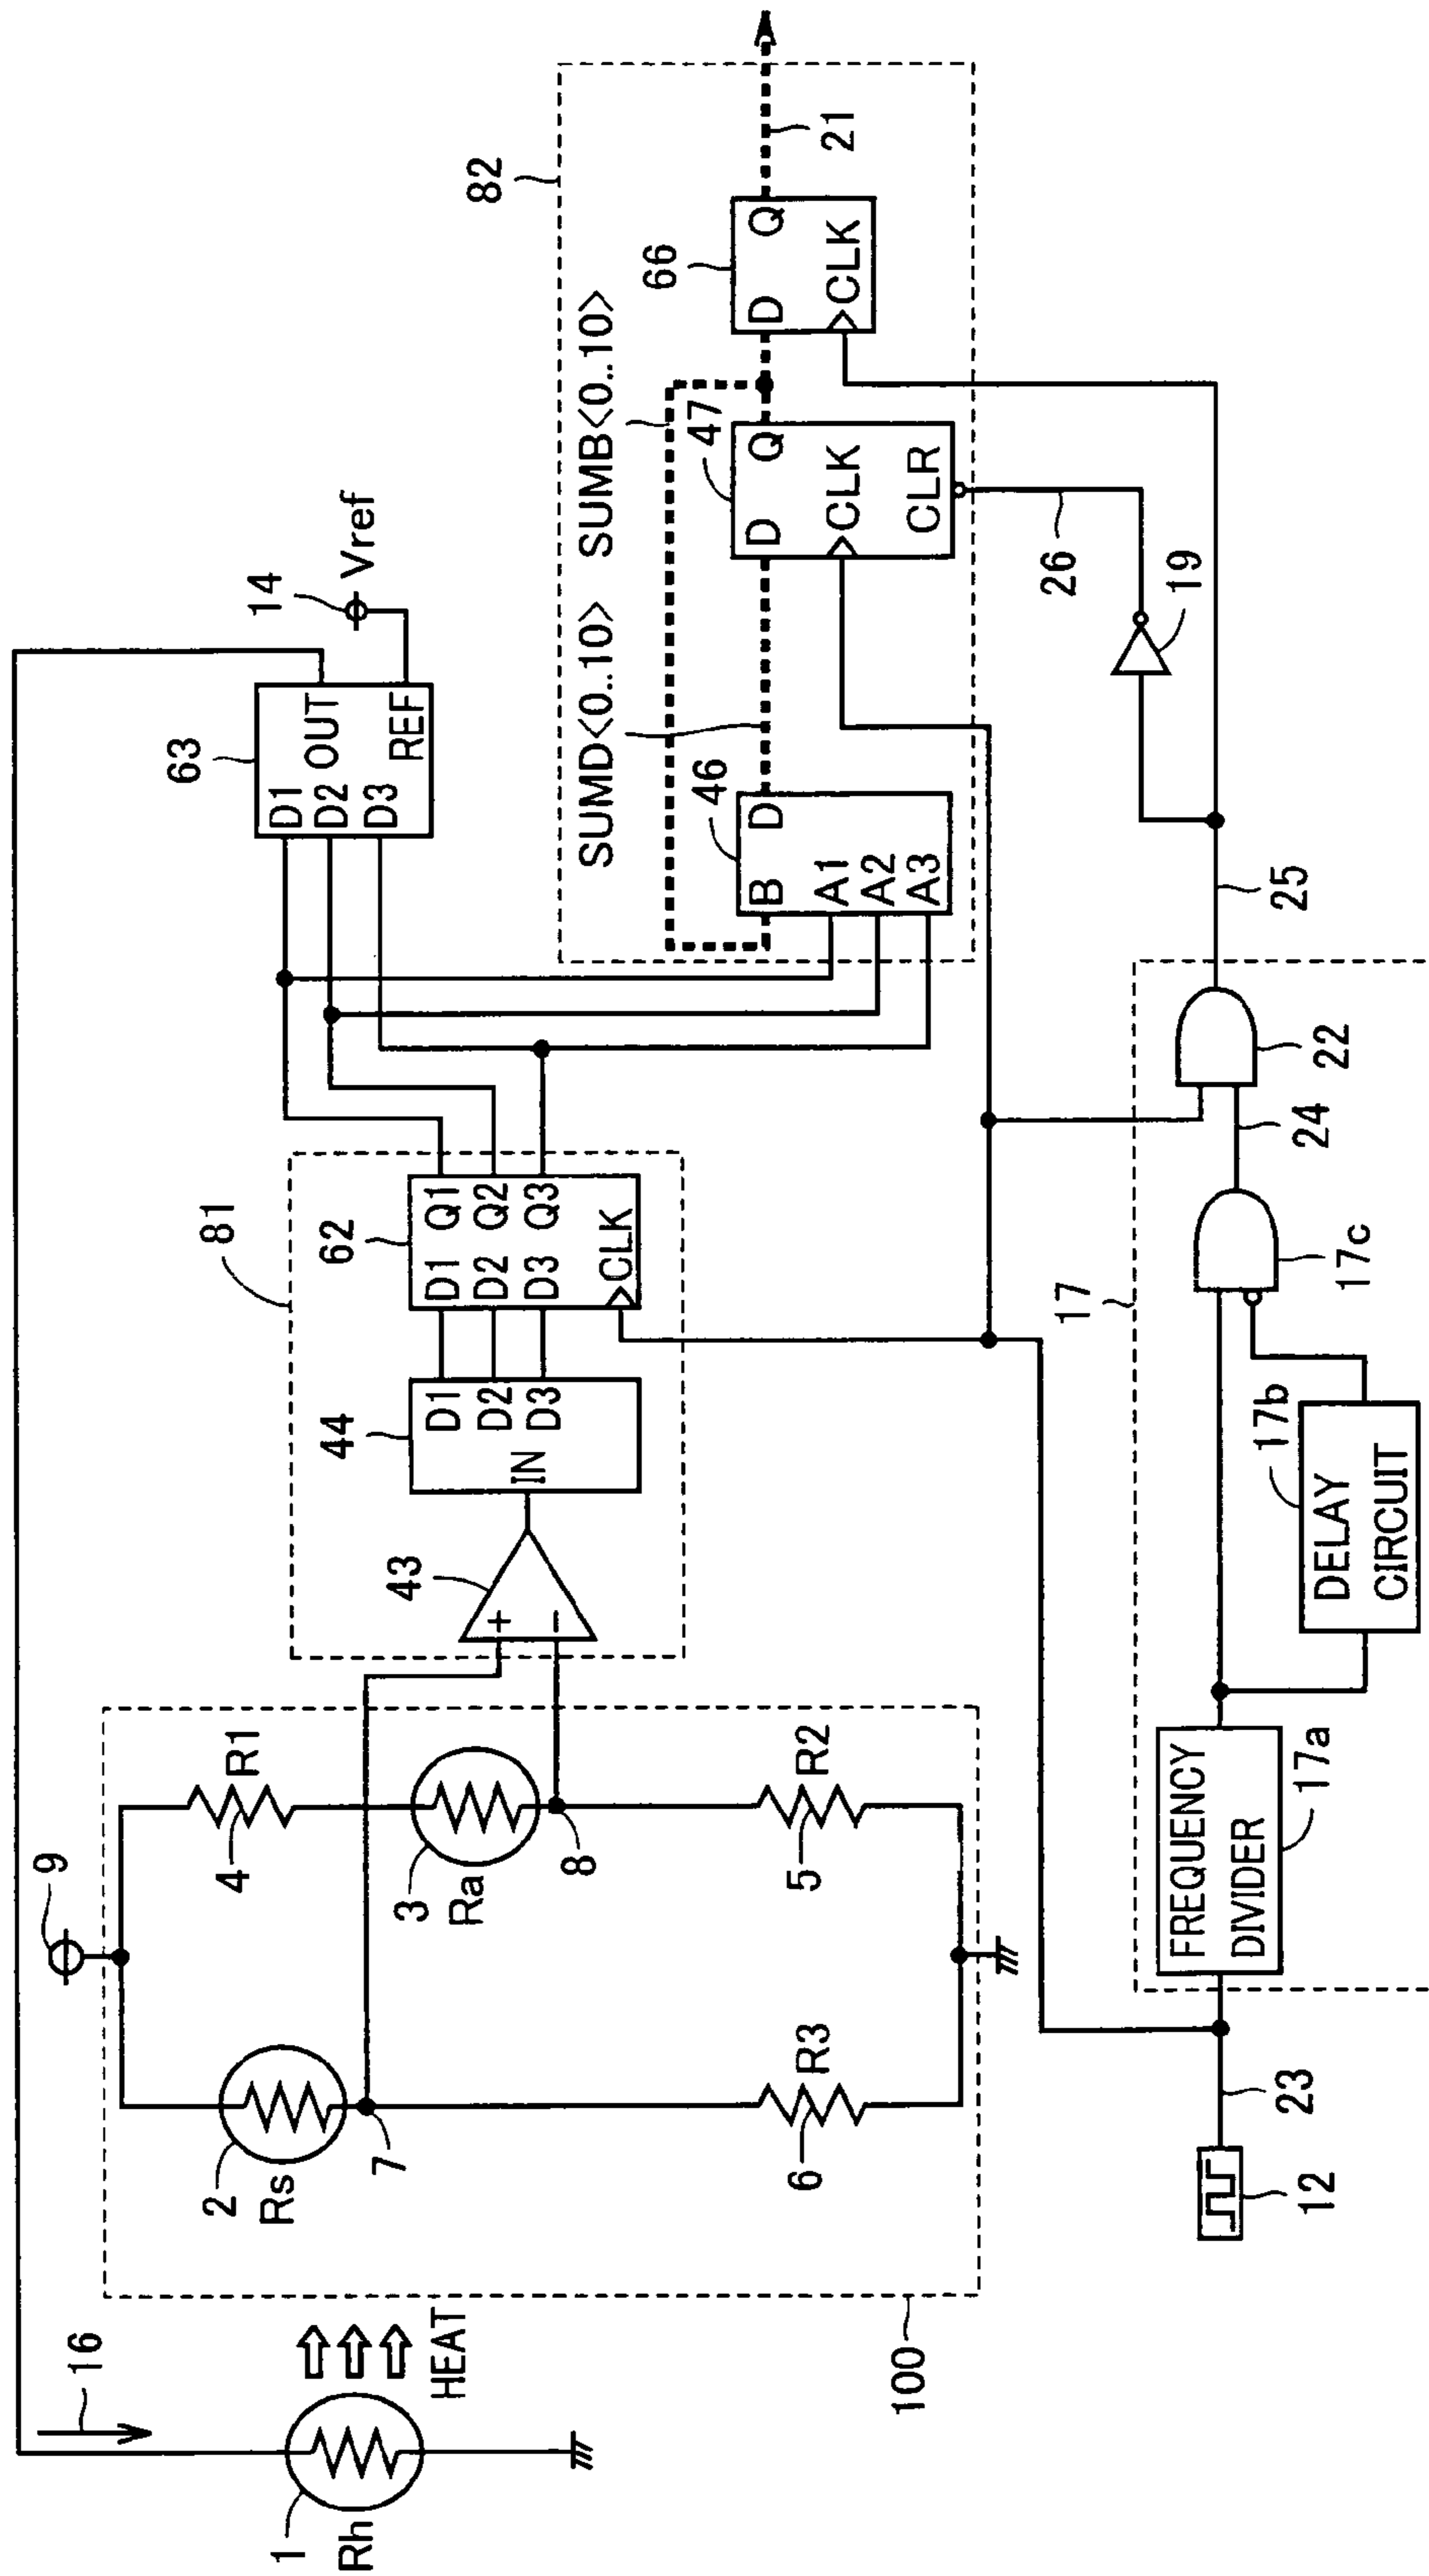 16
1
Rh
HEAT
100
9
2
Rs
7
4
R1
3
Ra
8
5
R2
6
R3
81
43
+
−
44
IN
D1
D2
D3
62
D1 Q1
D2 Q2
D3 Q3
CLK
63
D1
D2 OUT
D3
REF
14
Vref
82
SUMD<0..10> SUMB<0..10>
46
B D
A1
A2
A3
47
D Q
CLK
CLR
66
D Q
CLK
21
26
19
25
12
23
17
FREQUENCY
DIVIDER
17a
17b
DELAY
CIRCUIT
17c
24
22